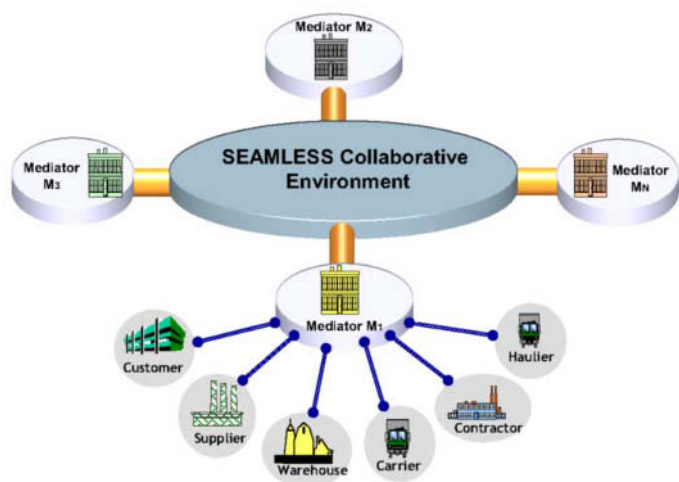 Mediator M2
SEAMLESS Collaborative
Environment
Mediator
M3
Mediator
MN
Mediator M1
Customer
Haulier
Supplier
Contractor
Warehouse
Carrier